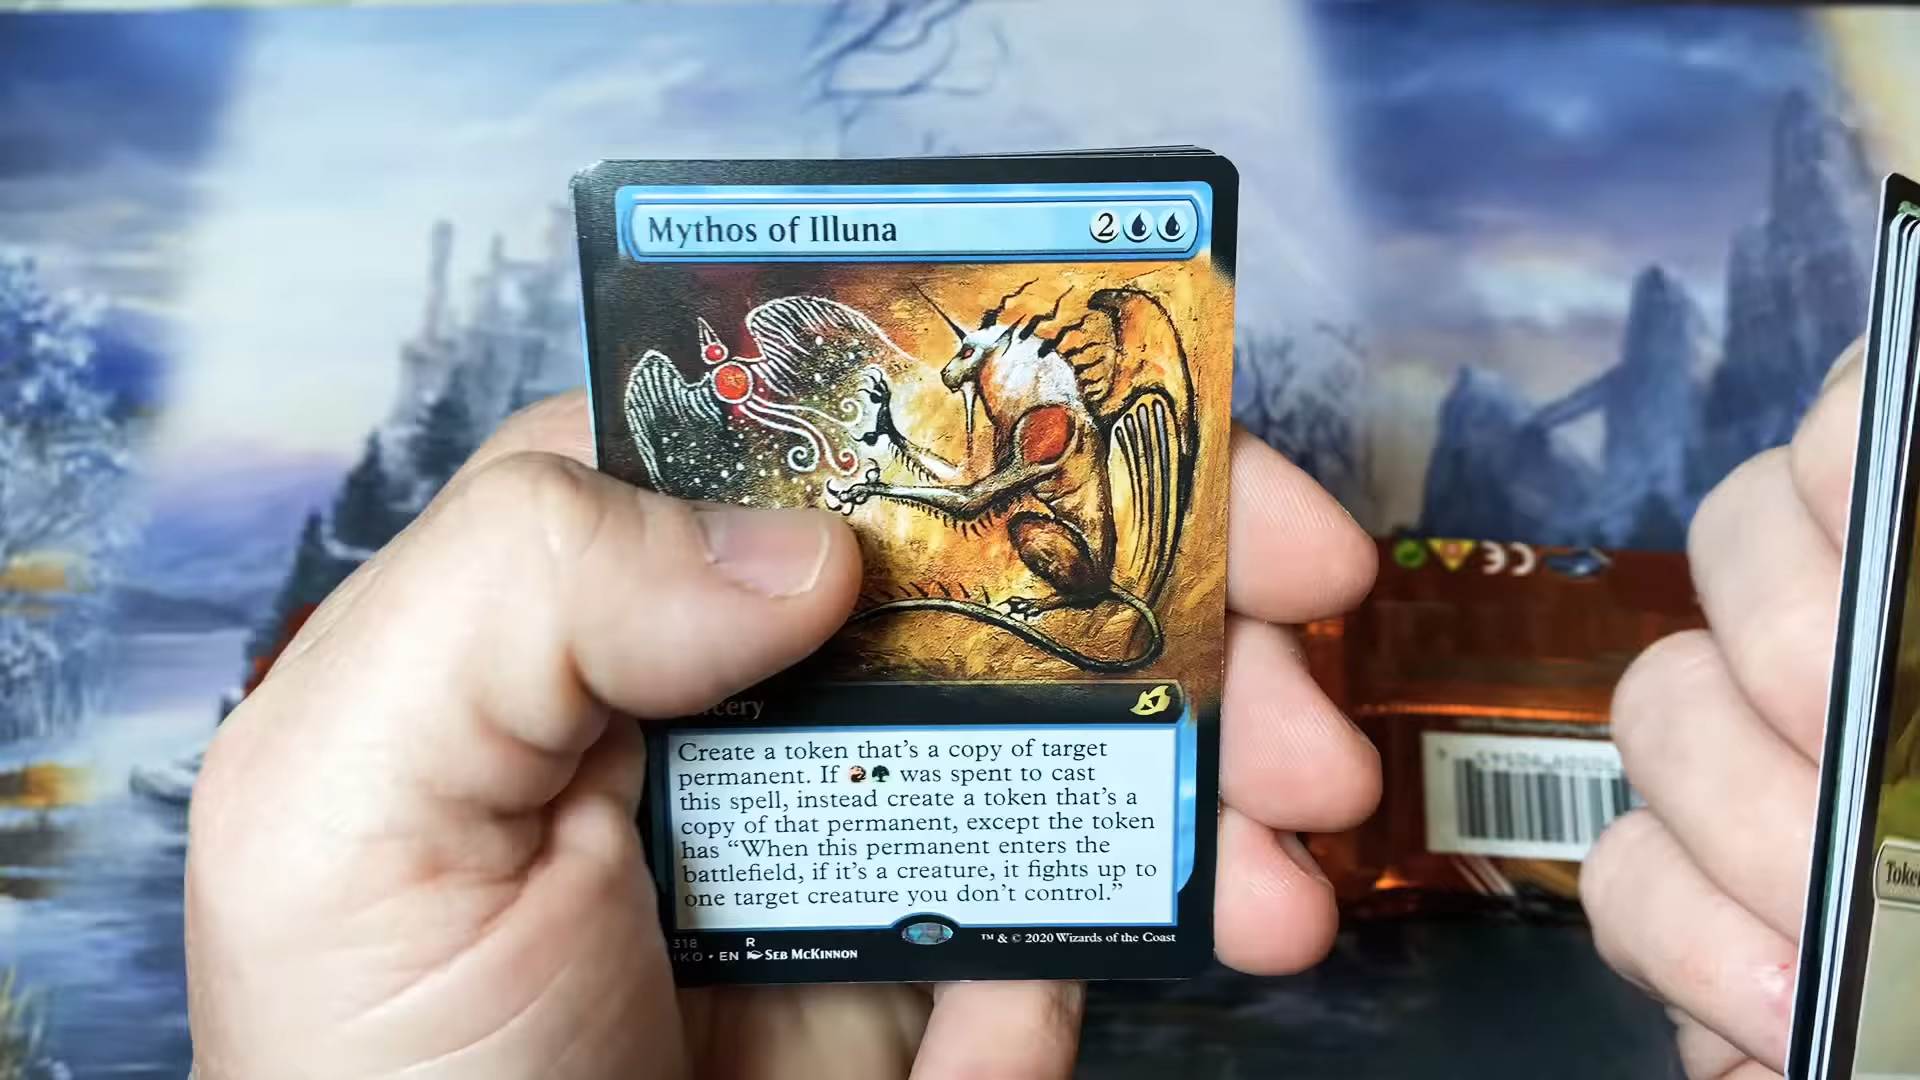 Mythos of Illuna 2
Create a token that's a copy of target
permanent. If was spent to cast
this spell, instead create a token that's a
copy of that permanent, except the token
has “When this permanent enters the
battlefield, if it's a creature, it fights up to
one target creature you don't control.”
318 R
IKO • EN SEB MCKINNON
™ & © 2020 Wizards of the Coast
CE